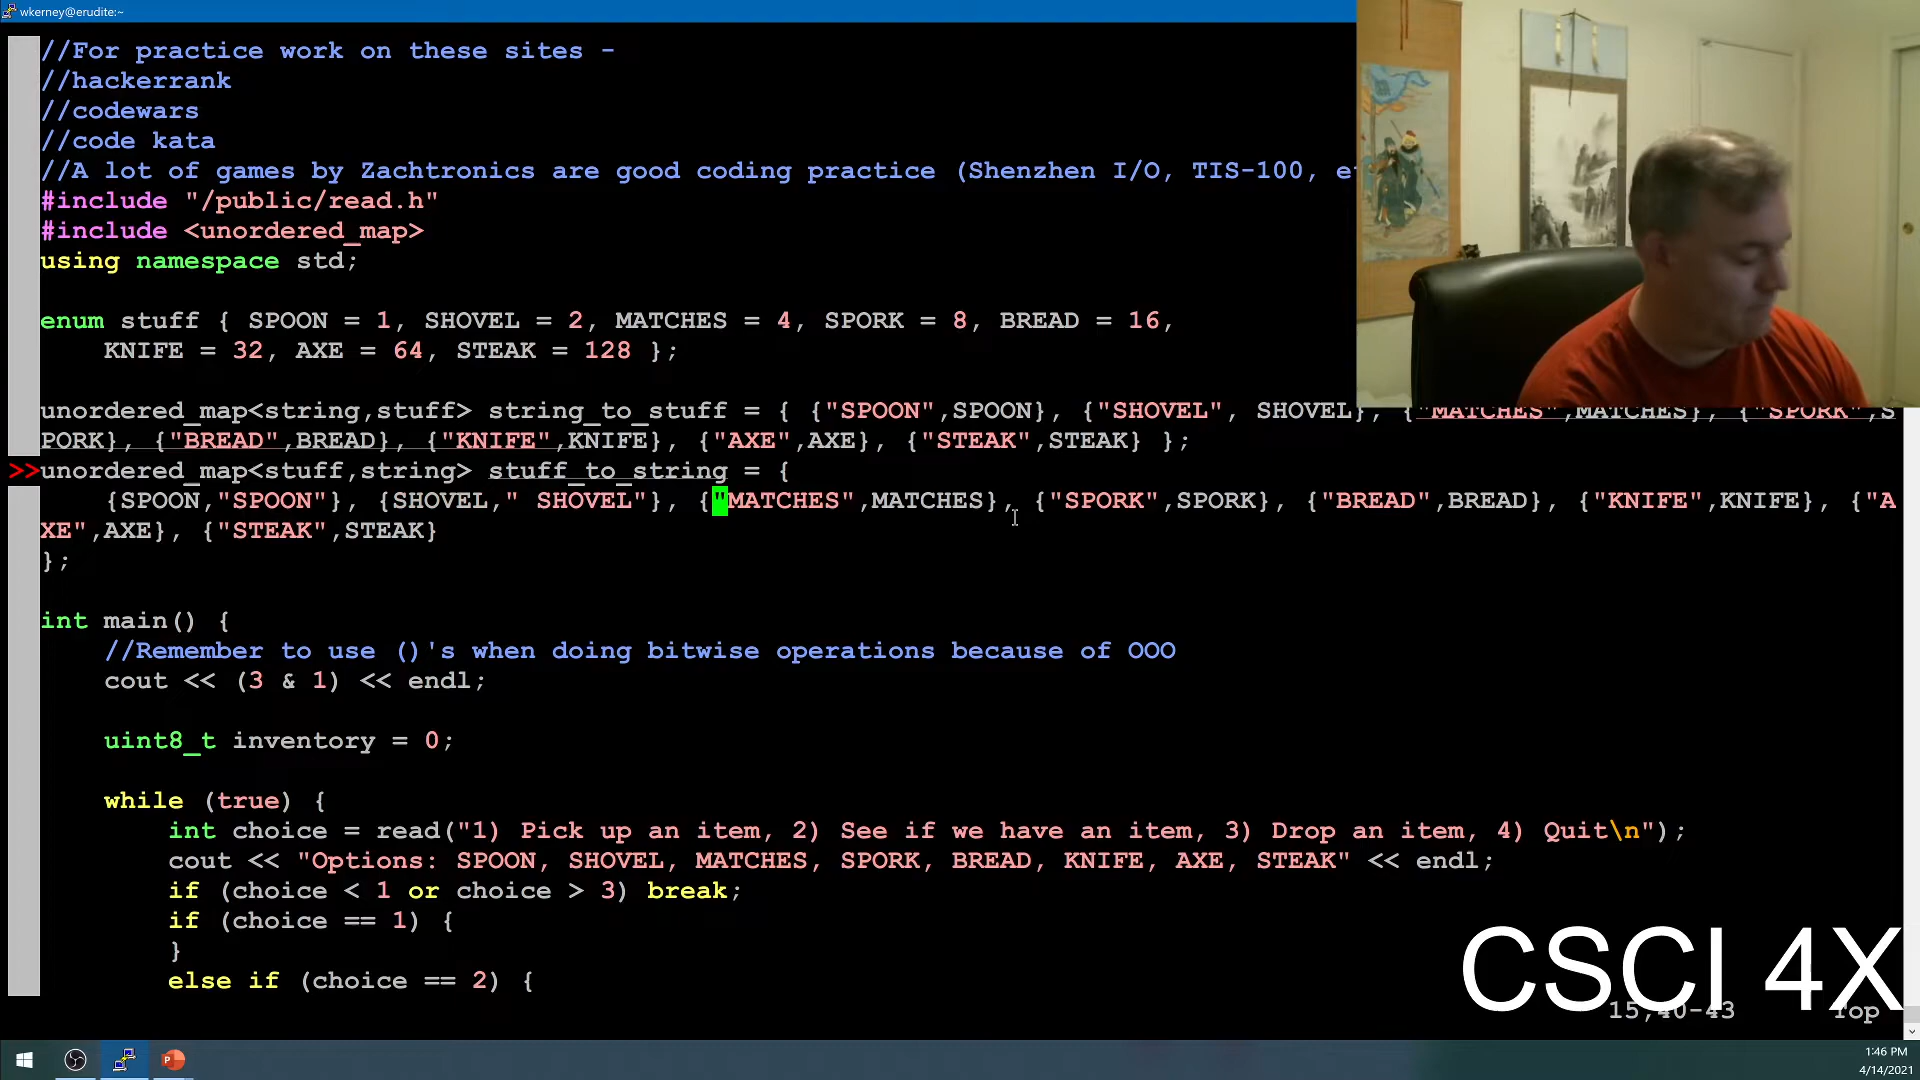 wkerney@erudite:~
//For practice work on these sites -
//hackerrank
//codewars
//code kata
//A lot of games by Zachtronics are good coding practice (Shenzhen I/O, TIS-100, e
#include "/public/read.h"
#include <unordered_map>
using namespace std;
enum stuff { SPOON = 1, SHOVEL = 2, MATCHES = 4, SPORK = 8, BREAD = 16,
KNIFE = 32, AXE = 64, STEAK = 128 };
unordered_map<string,stuff> string_to_stuff = { {"SPOON",SPOON}, {"SHOVEL", SHOVEL}, {"MATCHES",MATCHES}, {"SPORK",S
PORK}, {"BREAD",BREAD}, {"KNIFE",KNIFE}, {"AXE",AXE}, {"STEAK",STEAK} };
>>unordered_map<stuff,string> stuff_to_string = {
{SPOON,"SPOON"}, {SHOVEL," SHOVEL"}, {"MATCHES",MATCHES}, {"SPORK",SPORK}, {"BREAD",BREAD}, {"KNIFE",KNIFE}, {"A
XE",AXE}, {"STEAK",STEAK}
};
int main() {
//Remember to use ()'s when doing bitwise operations because of OOO
cout << (3 & 1) << endl;
uint8_t inventory = 0;
while (true) {
int choice = read("1) Pick up an item, 2) See if we have an item, 3) Drop an item, 4) Quit\n");
cout << "Options: SPOON, SHOVEL, MATCHES, SPORK, BREAD, KNIFE, AXE, STEAK" << endl;
if (choice < 1 or choice > 3) break;
if (choice == 1) {
}
else if (choice == 2) {
CSCI 4X
15,40-43 Top
1:46 PM
4/14/2021